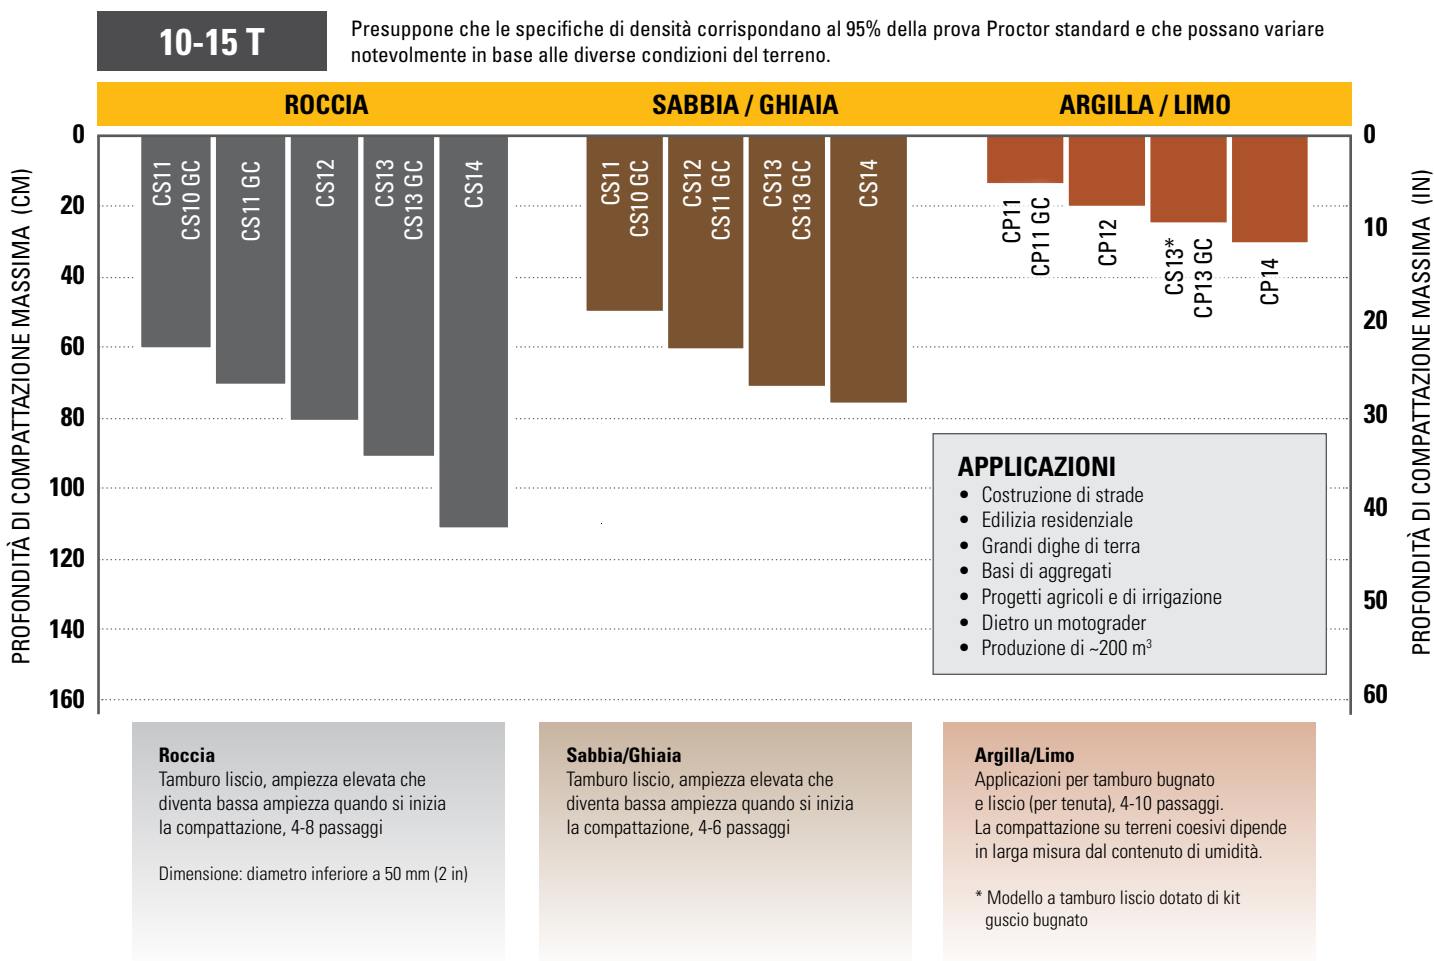 10-15 T
Presuppone che le specifiche di densità corrispondano al 95% della prova Proctor standard e che possano variare
notevolmente in base alle diverse condizioni del terreno.
ROCCIA
SABBIA / GHIAIA
ARGILLA / LIMO
PROFONDITÀ DI COMPATTAZIONE MASSIMA (CM)
0
20
40
60
80
100
120
140
160
CS11
CS10 GC
CS11 GC
CS12
CS13
CS13 GC
CS14
CS11
CS10 GC
CS12
CS11 GC
CS13
CS13 GC
CS14
CP11
CP11 GC
CP12
CS13*
CP13 GC
CP14
0
10
20
30
40
50
60
PROFONDITÀ DI COMPATTAZIONE MASSIMA (IN)
APPLICAZIONI
• Costruzione di strade
• Edilizia residenziale
• Grandi dighe di terra
• Basi di aggregati
• Progetti agricoli e di irrigazione
• Dietro un motograder
• Produzione di ~200 m³
Roccia
Tamburo liscio, ampiezza elevata che
diventa bassa ampiezza quando si inizia
la compattazione, 4-8 passaggi
Dimensione: diametro inferiore a 50 mm (2 in)
Sabbia/Ghiaia
Tamburo liscio, ampiezza elevata che
diventa bassa ampiezza quando si inizia
la compattazione, 4-6 passaggi
Argilla/Limo
Applicazioni per tamburo bugnato
e liscio (per tenuta), 4-10 passaggi.
La compattazione su terreni coesivi dipende
in larga misura dal contenuto di umidità.
* Modello a tamburo liscio dotato di kit
guscio bugnato